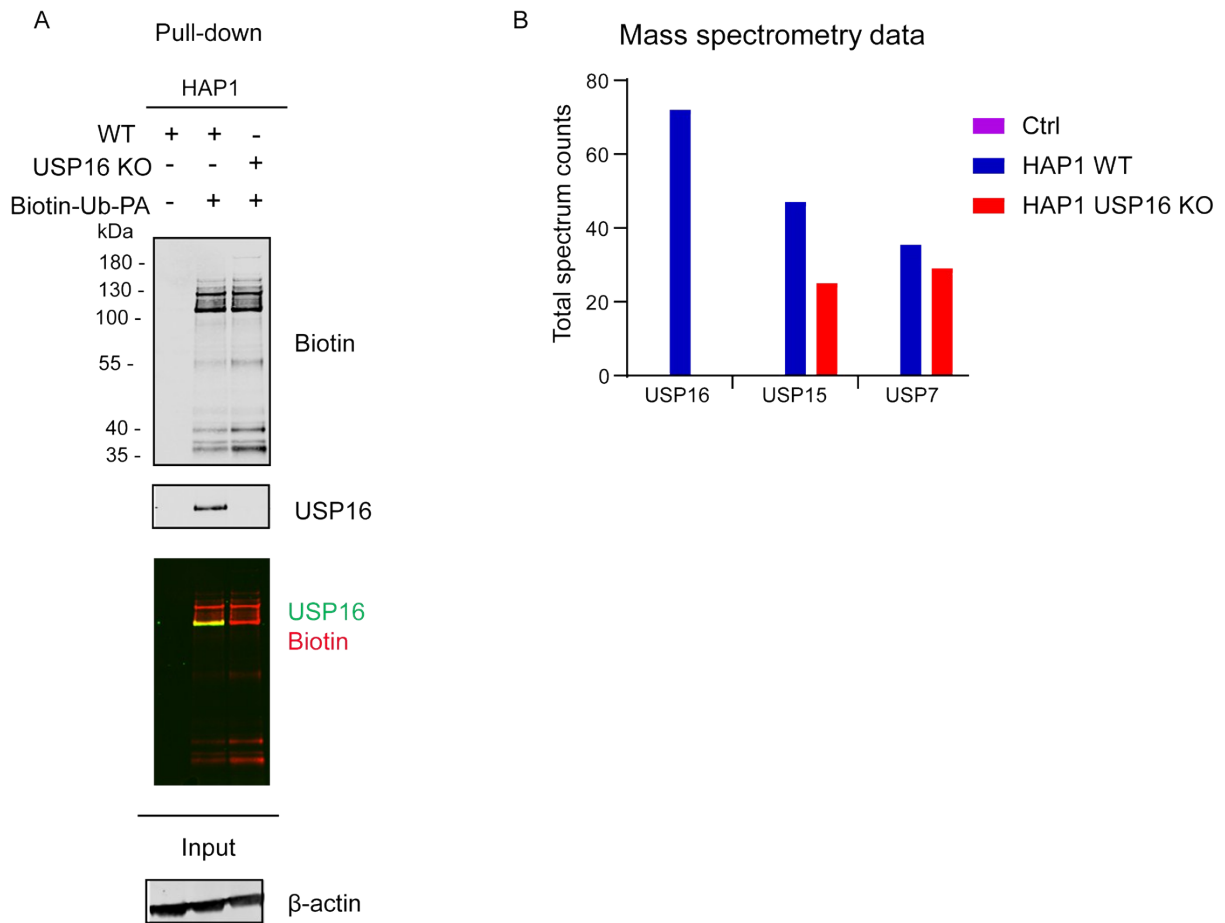 A
Pull-down
HAP1
WT + + -
USP16 KO - - +
Biotin-Ub-PA - + +
kDa
180 -
130 -
100 -
55 -
40 -
35 -
Biotin
USP16
USP16
Biotin
Input
β-actin
B
Mass spectrometry data
Total spectrum counts
80
60
40
20
0
USP16 USP15 USP7
Ctrl
HAP1 WT
HAP1 USP16 KO